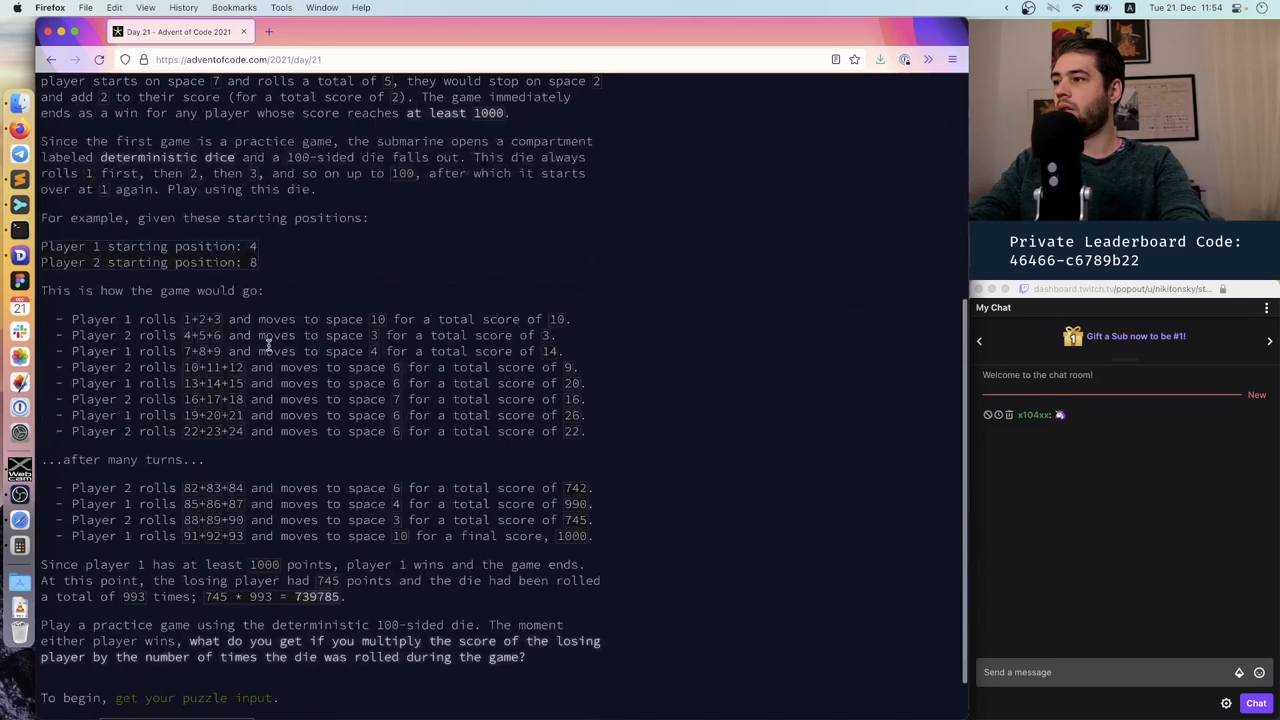 Firefox File Edit View History Bookmarks Tools Window Help
A Tue 21. Dec 11:54
Day 21 - Advent of Code 2021
https://adventofcode.com/2021/day/21
player starts on space 7 and rolls a total of 5, they would stop on space 2
and add 2 to their score (for a total score of 2). The game immediately
ends as a win for any player whose score reaches at least 1000.
Since the first game is a practice game, the submarine opens a compartment
labeled deterministic dice and a 100-sided die falls out. This die always
rolls 1 first, then 2, then 3, and so on up to 100, after which it starts
over at 1 again. Play using this die.
For example, given these starting positions:
Player 1 starting position: 4
Player 2 starting position: 8
This is how the game would go:
- Player 1 rolls 1+2+3 and moves to space 10 for a total score of 10.
- Player 2 rolls 4+5+6 and moves to space 3 for a total score of 3.
- Player 1 rolls 7+8+9 and moves to space 4 for a total score of 14.
- Player 2 rolls 10+11+12 and moves to space 6 for a total score of 9.
- Player 1 rolls 13+14+15 and moves to space 6 for a total score of 20.
- Player 2 rolls 16+17+18 and moves to space 7 for a total score of 16.
- Player 1 rolls 19+20+21 and moves to space 6 for a total score of 26.
- Player 2 rolls 22+23+24 and moves to space 6 for a total score of 22.
...after many turns...
- Player 2 rolls 82+83+84 and moves to space 6 for a total score of 742.
- Player 1 rolls 85+86+87 and moves to space 4 for a total score of 990.
- Player 2 rolls 88+89+90 and moves to space 3 for a total score of 745.
- Player 1 rolls 91+92+93 and moves to space 10 for a final score, 1000.
Since player 1 has at least 1000 points, player 1 wins and the game ends.
At this point, the losing player had 745 points and the die had been rolled
a total of 993 times; 745 * 993 = 739785.
Play a practice game using the deterministic 100-sided die. The moment
either player wins, what do you get if you multiply the score of the losing
player by the number of times the die was rolled during the game?
To begin, get your puzzle input.
DEC
21
Webcam
Private Leaderboard Code:
46466-c6789b22
dashboard.twitch.tv/popout/u/nikitonsky/st...
My Chat
1
Gift a Sub now to be #1!
Welcome to the chat room!
New
x104xx:
Send a message
Chat